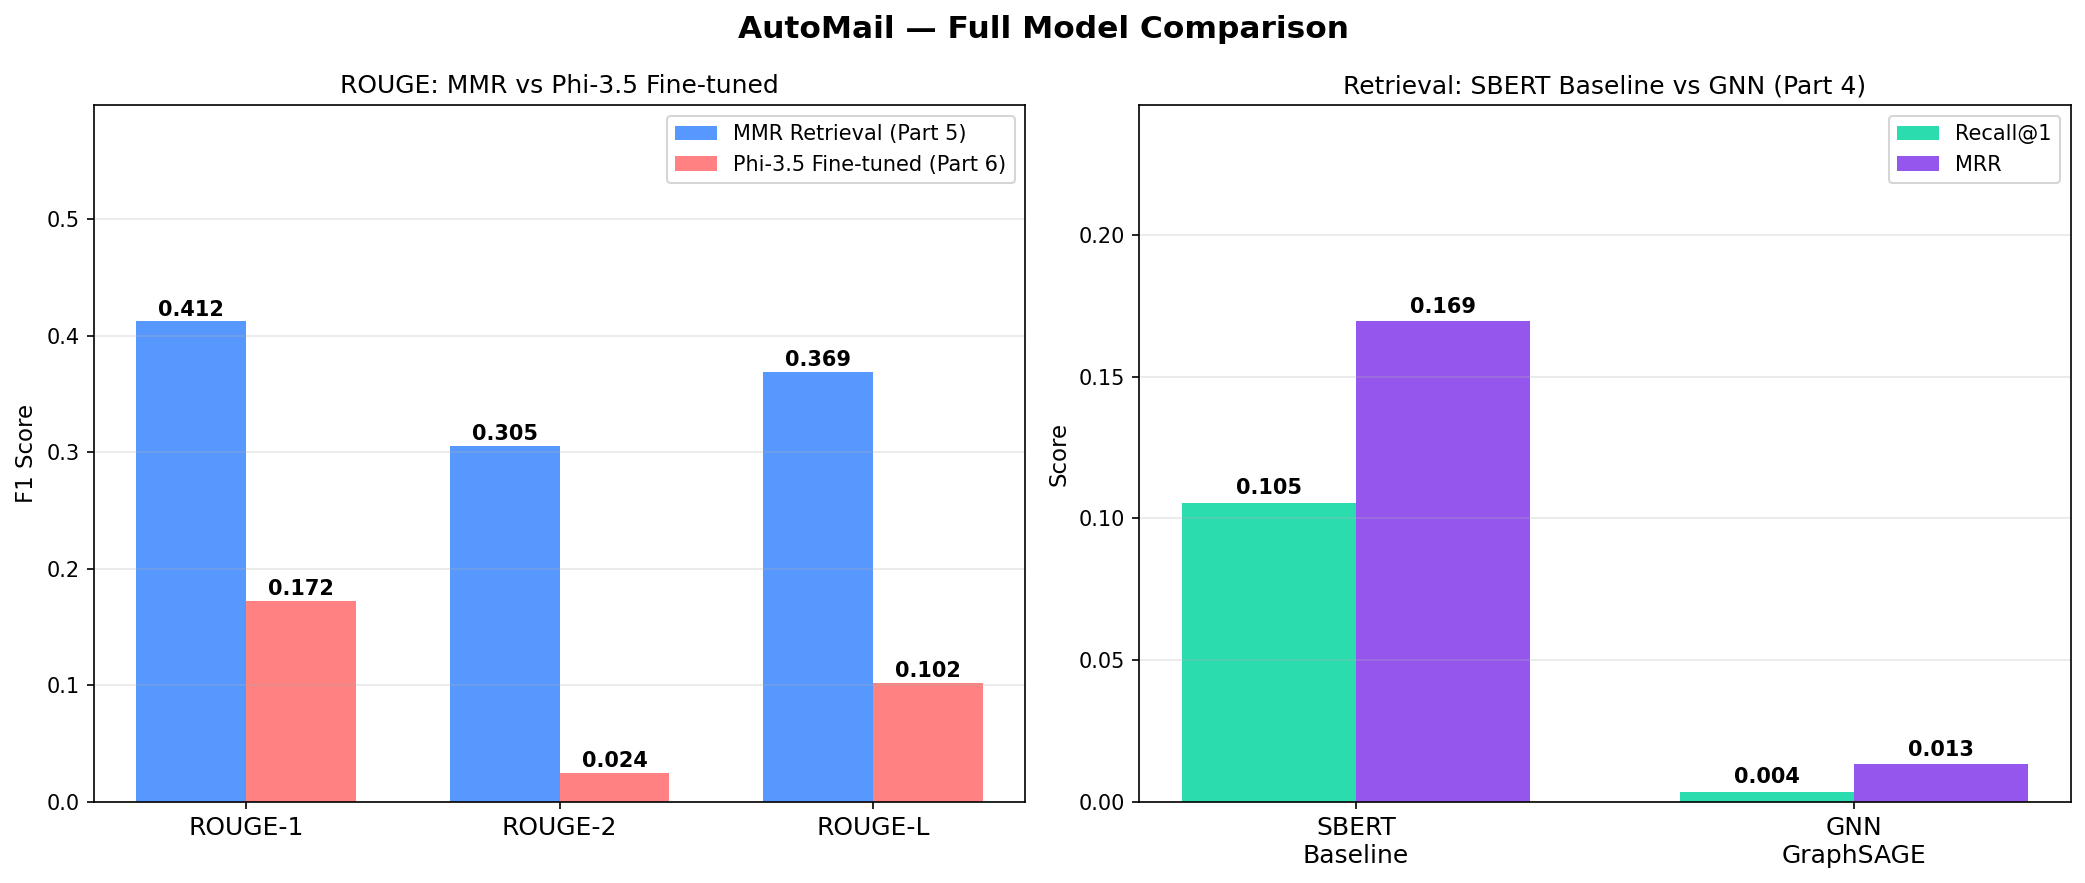 AutoMail — Full Model Comparison
ROUGE: MMR vs Phi-3.5 Fine-tuned
MMR Retrieval (Part 5)
Phi-3.5 Fine-tuned (Part 6)
F1 Score
0.5
0.4
0.3
0.2
0.1
0.0
0.412
0.172
0.305
0.024
0.369
0.102
ROUGE-1
ROUGE-2
ROUGE-L
Retrieval: SBERT Baseline vs GNN (Part 4)
Recall@1
MRR
Score
0.20
0.15
0.10
0.05
0.00
0.105
0.169
0.004
0.013
SBERT
Baseline
GNN
GraphSAGE